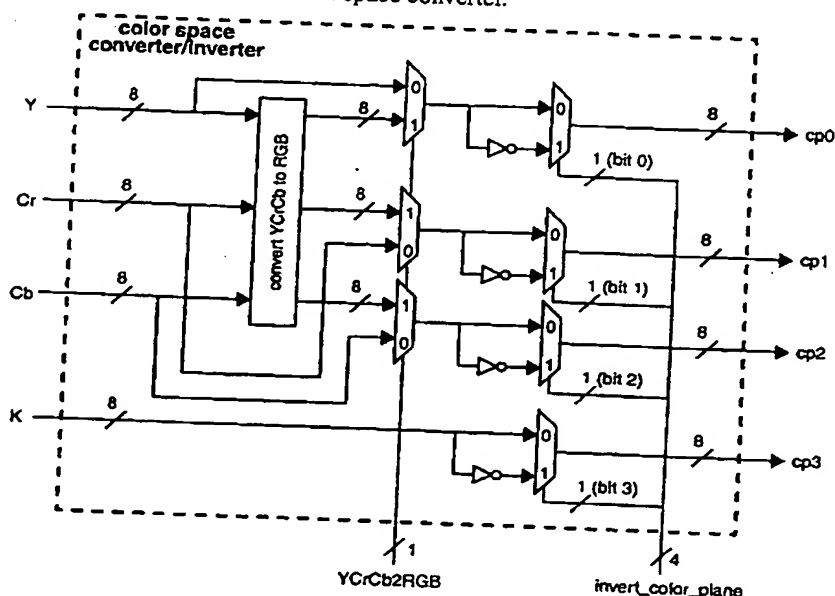 space converter.
color space
converter/inverter
Y
8
8
0
1
0
1
8
cp0
1 (bit 0)
Cr
8
convert YCrCb to RGB
8
1
0
0
1
8
cp1
1 (bit 1)
Cb
8
8
1
0
0
1
8
cp2
1 (bit 2)
K
8
0
1
8
cp3
1 (bit 3)
1
4
YCrCb2RGB
invert_color_plane